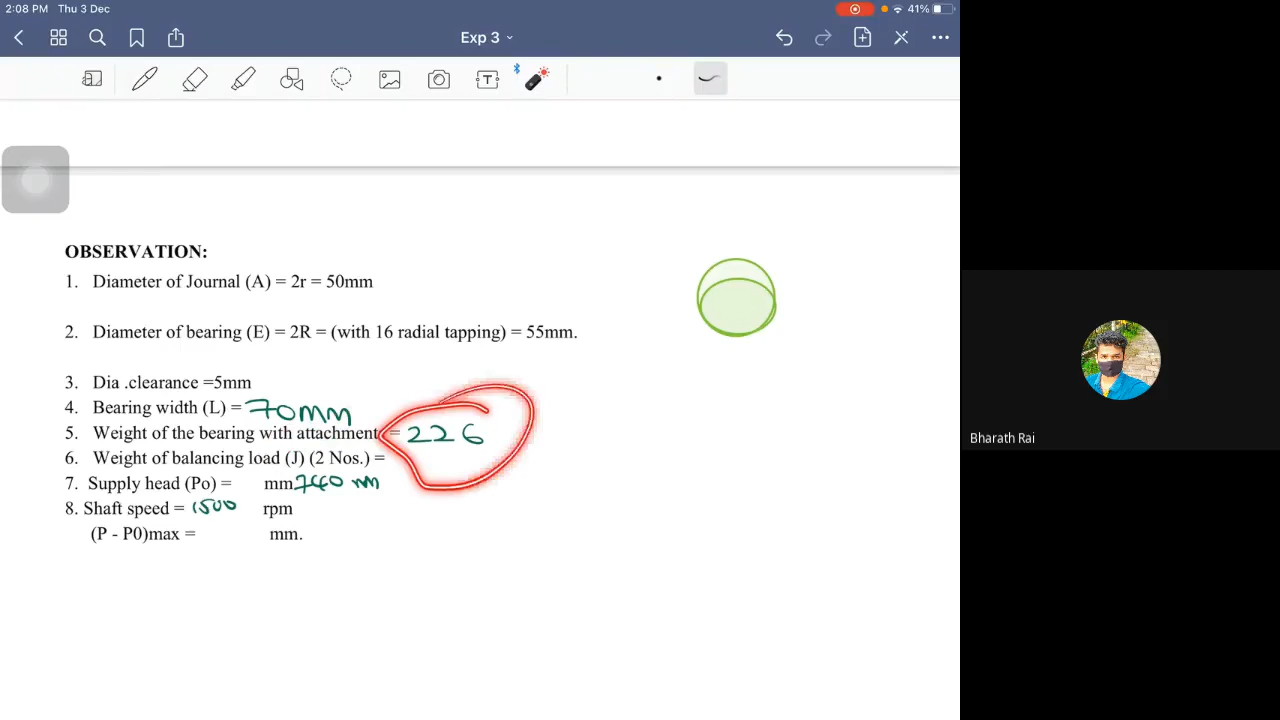 2:08 PM Thu 3 Dec
41%
Exp 3
OBSERVATION:
1. Diameter of Journal (A) = 2r = 50mm
2. Diameter of bearing (E) = 2R = (with 16 radial tapping) = 55mm.
3. Dia .clearance =5mm
4. Bearing width (L) = 70mm
5. Weight of the bearing with attachment = 226
6. Weight of balancing load (J) (2 Nos.) =
7. Supply head (Po) = mm
8. Shaft speed = 1500 rpm
(P - P0)max = mm.
Bharath Rai